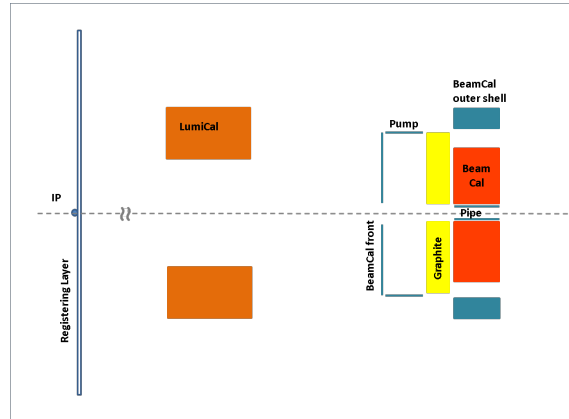 BeamCal
outer shell
Pump
LumiCal
Beam
Cal
IP
Pipe
Registering Layer
BeamCal front
Graphite